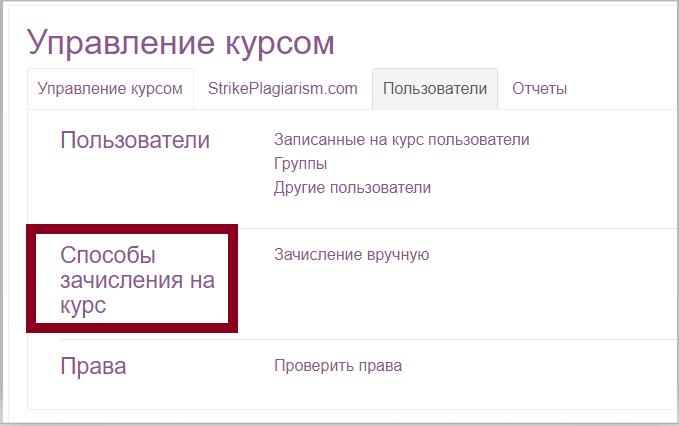 Управление курсом
Управление курсом StrikePlagiarism.com Пользователи Отчеты
Пользователи
Записанные на курс пользователи
Группы
Другие пользователи
Способы
зачисления на
курс
Зачисление вручную
Права
Проверить права